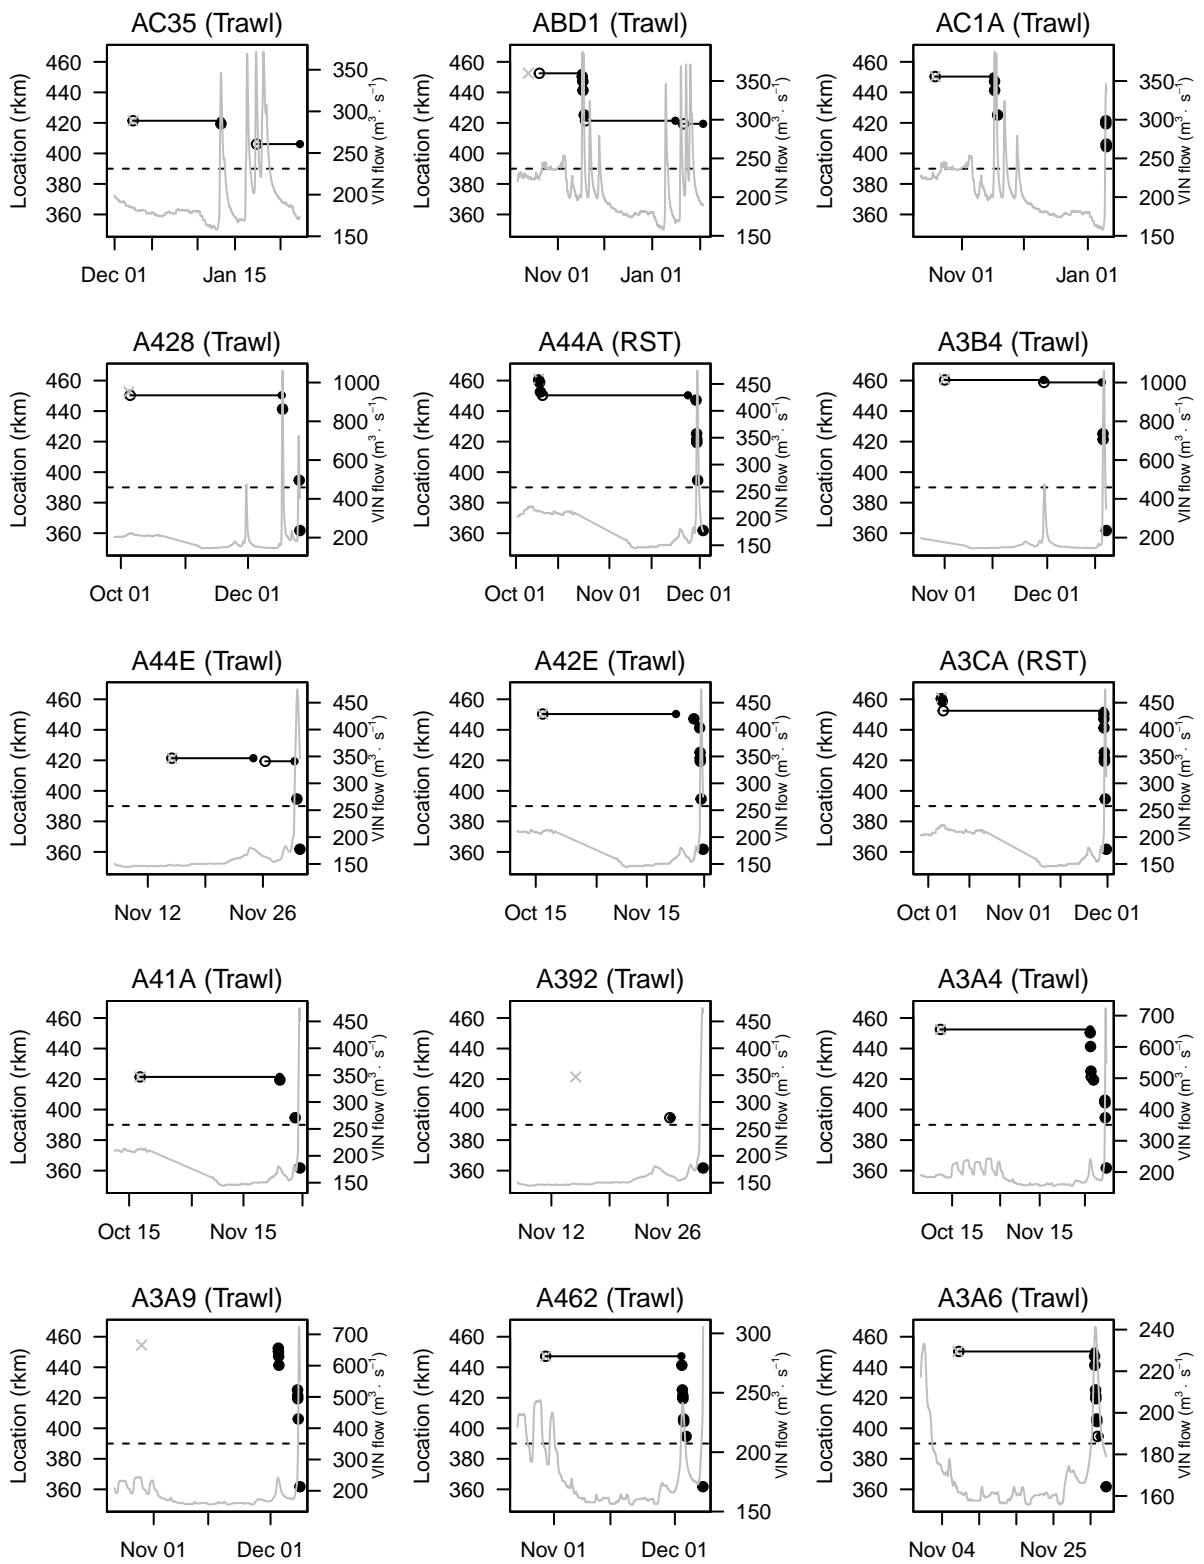 AC35 (Trawl)
460
440
420
400
380
360
Location (rkm)
350
300
250
200
150
VIN flow (m³· s⁻¹)
Dec 01 Jan 15
ABD1 (Trawl)
460
440
420
400
380
360
Location (rkm)
350
300
250
200
150
VIN flow (m³· s⁻¹)
Nov 01 Jan 01
AC1A (Trawl)
460
440
420
400
380
360
Location (rkm)
350
300
250
200
150
VIN flow (m³· s⁻¹)
Nov 01 Jan 01
A428 (Trawl)
460
440
420
400
380
360
Location (rkm)
1000
800
600
400
200
VIN flow (m³· s⁻¹)
Oct 01 Dec 01
A44A (RST)
460
440
420
400
380
360
Location (rkm)
450
400
350
300
250
200
150
VIN flow (m³· s⁻¹)
Oct 01 Nov 01 Dec 01
A3B4 (Trawl)
460
440
420
400
380
360
Location (rkm)
1000
800
600
400
200
VIN flow (m³· s⁻¹)
Nov 01 Dec 01
A44E (Trawl)
460
440
420
400
380
360
Location (rkm)
450
400
350
300
250
200
150
VIN flow (m³· s⁻¹)
Nov 12 Nov 26
A42E (Trawl)
460
440
420
400
380
360
Location (rkm)
450
400
350
300
250
200
150
VIN flow (m³· s⁻¹)
Oct 15 Nov 15
A3CA (RST)
460
440
420
400
380
360
Location (rkm)
450
400
350
300
250
200
150
VIN flow (m³· s⁻¹)
Oct 01 Nov 01 Dec 01
A41A (Trawl)
460
440
420
400
380
360
Location (rkm)
450
400
350
300
250
200
150
VIN flow (m³· s⁻¹)
Oct 15 Nov 15
A392 (Trawl)
460
440
420
400
380
360
Location (rkm)
450
400
350
300
250
200
150
VIN flow (m³· s⁻¹)
Nov 12 Nov 26
A3A4 (Trawl)
460
440
420
400
380
360
Location (rkm)
700
600
500
400
300
200
VIN flow (m³· s⁻¹)
Oct 15 Nov 15
A3A9 (Trawl)
460
440
420
400
380
360
Location (rkm)
700
600
500
400
300
200
VIN flow (m³· s⁻¹)
Nov 01 Dec 01
A462 (Trawl)
460
440
420
400
380
360
Location (rkm)
300
250
200
150
VIN flow (m³· s⁻¹)
Nov 01 Dec 01
A3A6 (Trawl)
460
440
420
400
380
360
Location (rkm)
240
220
200
180
160
VIN flow (m³· s⁻¹)
Nov 04 Nov 25